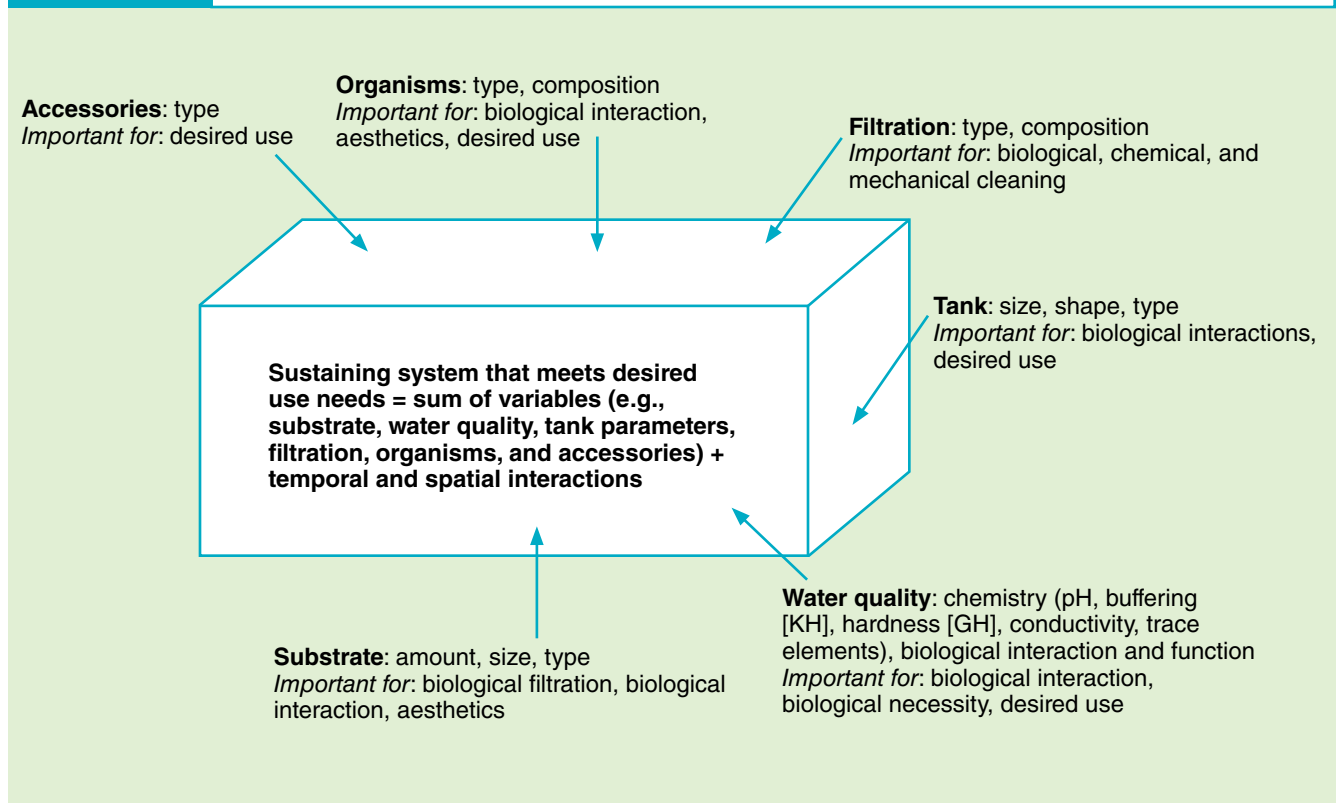 Accessories: type
Important for: desired use
Organisms: type, composition
Important for: biological interaction,
aesthetics, desired use
Filtration: type, composition
Important for: biological, chemical, and
mechanical cleaning
Tank: size, shape, type
Important for: biological interactions,
desired use
Sustaining system that meets desired
use needs = sum of variables (e.g.,
substrate, water quality, tank parameters,
filtration, organisms, and accessories) +
temporal and spatial interactions
Substrate: amount, size, type
Important for: biological filtration, biological
interaction, aesthetics
Water quality: chemistry (pH, buffering
[KH], hardness [GH], conductivity, trace
elements), biological interaction and function
Important for: biological interaction,
biological necessity, desired use